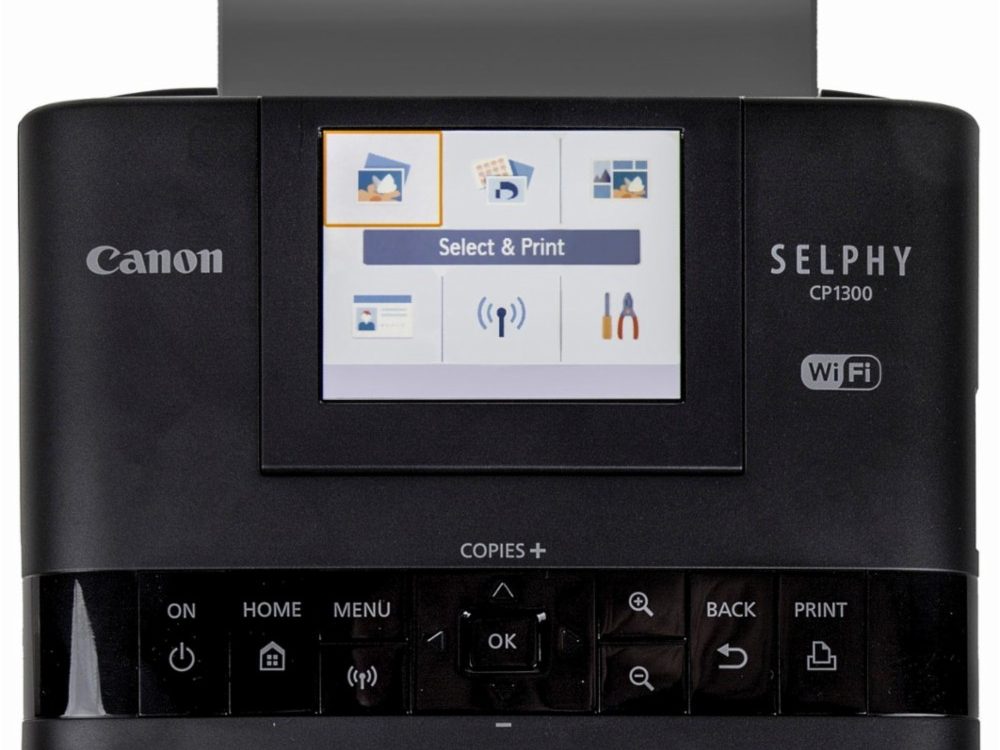 Select & Print
Canon
SELPHY
CP1300
WiFi
COPIES +
ON
HOME
MENU
OK
BACK
PRINT